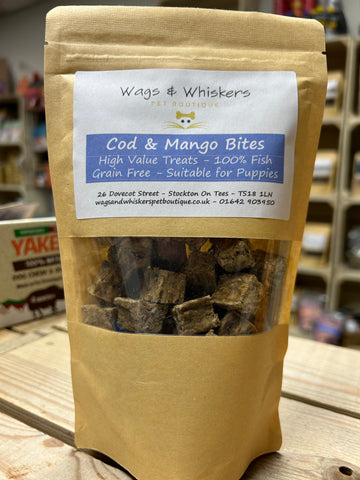 Wags & Whiskers
PET BOUTIQUE
Cod & Mango Bites
High Value Treats - 100% Fish
Grain Free - Suitable for Puppies
26 Dovecot Street - Stockton On Tees - TS18 1LN
wagsandwhiskerspetboutique.co.uk - 01642 903950
YAKE